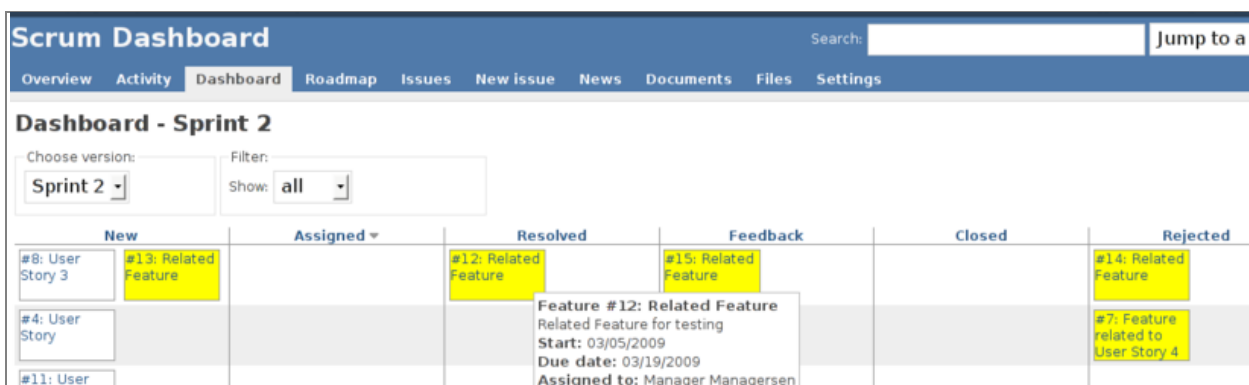 Scrum Dashboard
Search:
Jump to a
Overview Activity Dashboard Roadmap Issues New issue News Documents Files Settings
Dashboard - Sprint 2
Choose version:
Filter:
Sprint 2
Show: all
New Assigned Resolved Feedback Closed Rejected
#8: User
Story 3
#13: Related
Feature
#12: Related
Feature
#15: Related
Feature
#14: Related
Feature
Feature #12: Related Feature
Related Feature for testing
Start: 03/05/2009
Due date: 03/19/2009
Assigned to: Manager Managersen
#4: User
Story
#7: Feature
related to
User Story 4
#11: User